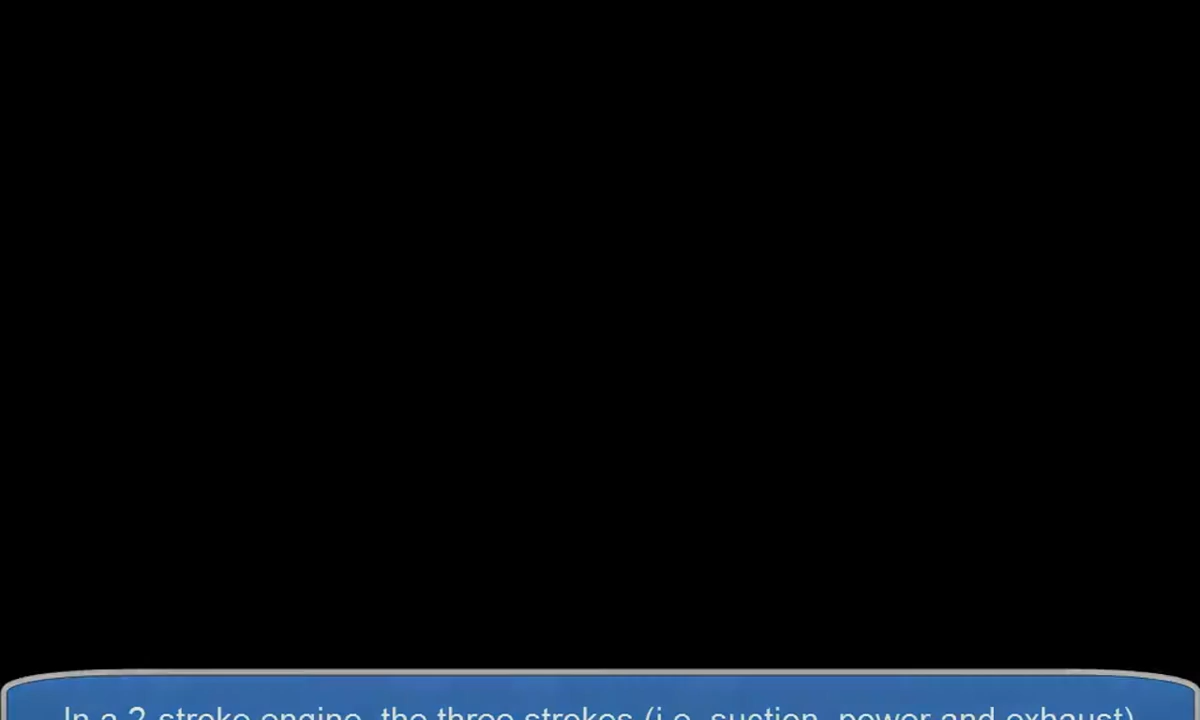 In a 2-stroke engine, the three strokes (i.e. suction, power and exhaust)